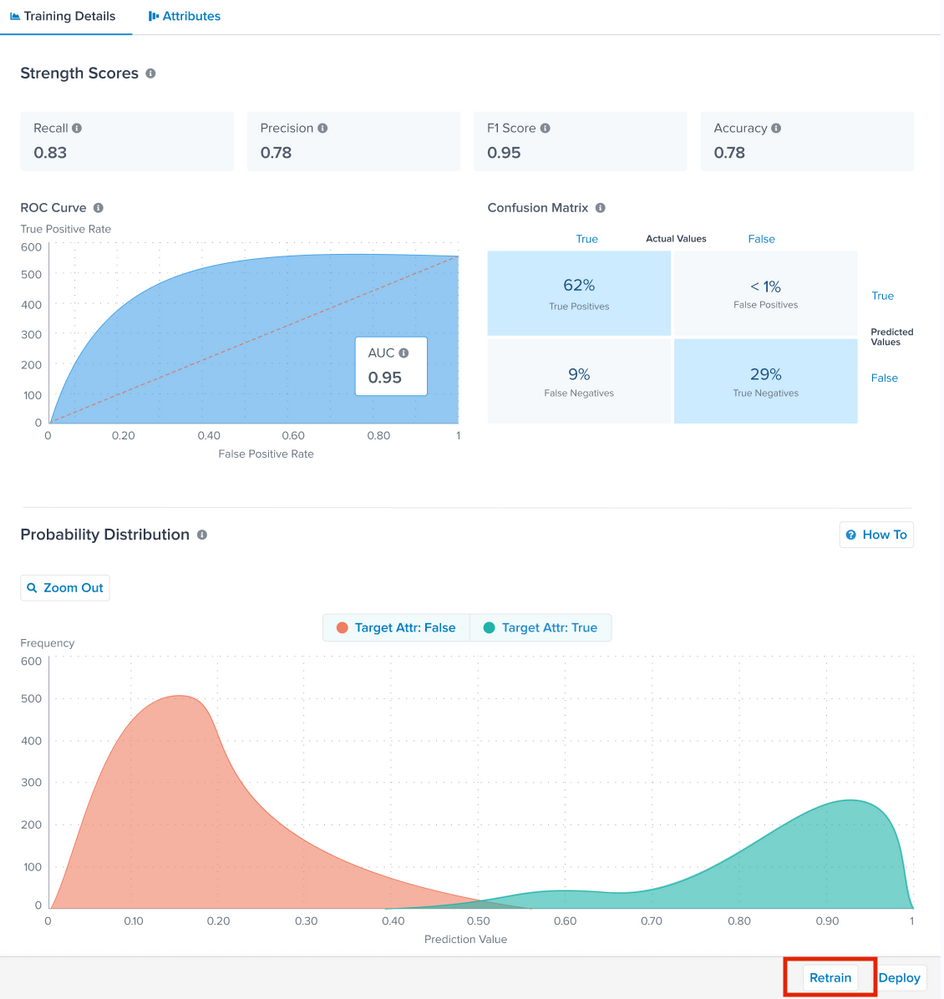 Training Details
Attributes
Strength Scores
Recall
0.83
Precision
0.78
F1 Score
0.95
Accuracy
0.78
ROC Curve
True Positive Rate
600
500
400
300
200
100
0
0 0.20 0.40 0.60 0.80 1
False Positive Rate
AUC
0.95
Confusion Matrix
True Actual Values False
62%
True Positives
< 1%
False Positives
True
Predicted
Values
9%
False Negatives
29%
True Negatives
False
Probability Distribution
How To
Zoom Out
Target Attr: False
Target Attr: True
Frequency
600
500
400
300
200
100
0
0 0.10 0.20 0.30 0.40 0.50 0.60 0.70 0.80 0.90 1
Prediction Value
Retrain
Deploy